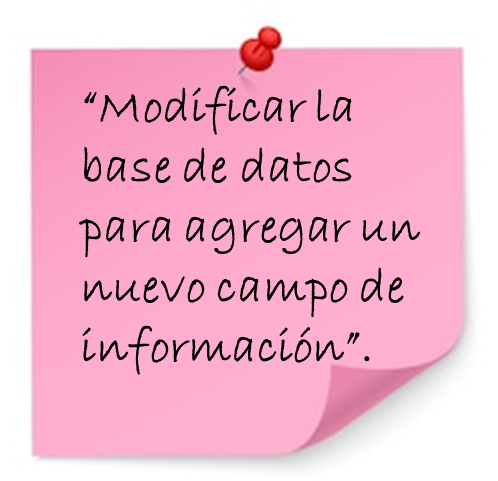 “Modificar la
base de datos
para agregar un
nuevo campo de
información”.